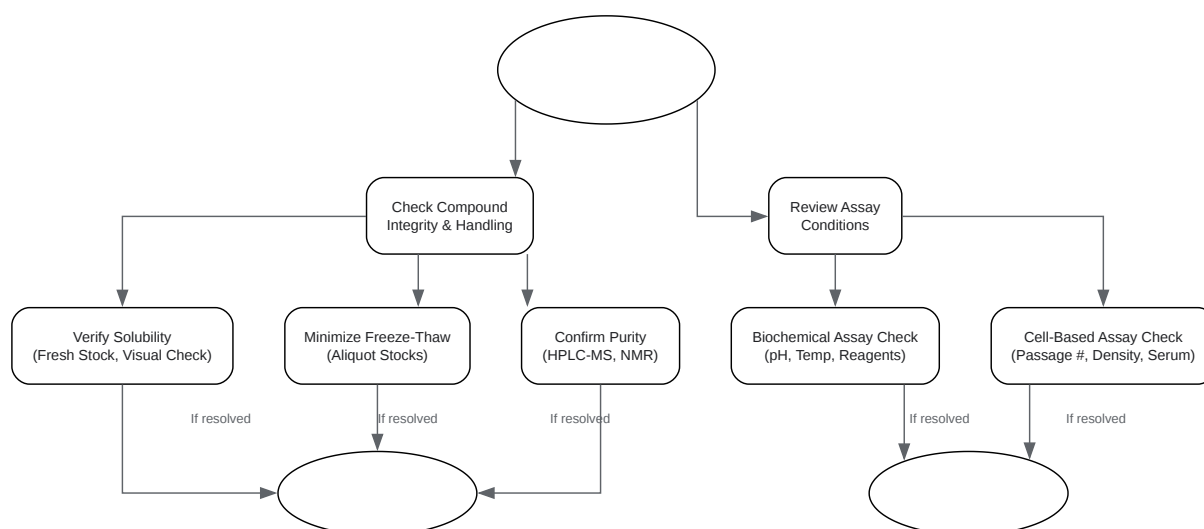 Check Compound
Integrity & Handling
Review Assay
Conditions
Verify Solubility
(Fresh Stock, Visual Check)
Minimize Freeze-Thaw
(Aliquot Stocks)
Confirm Purity
(HPLC-MS, NMR)
Biochemical Assay Check
(pH, Temp, Reagents)
Cell-Based Assay Check
(Passage #, Density, Serum)
If resolved
If resolved
If resolved
If resolved
If resolved